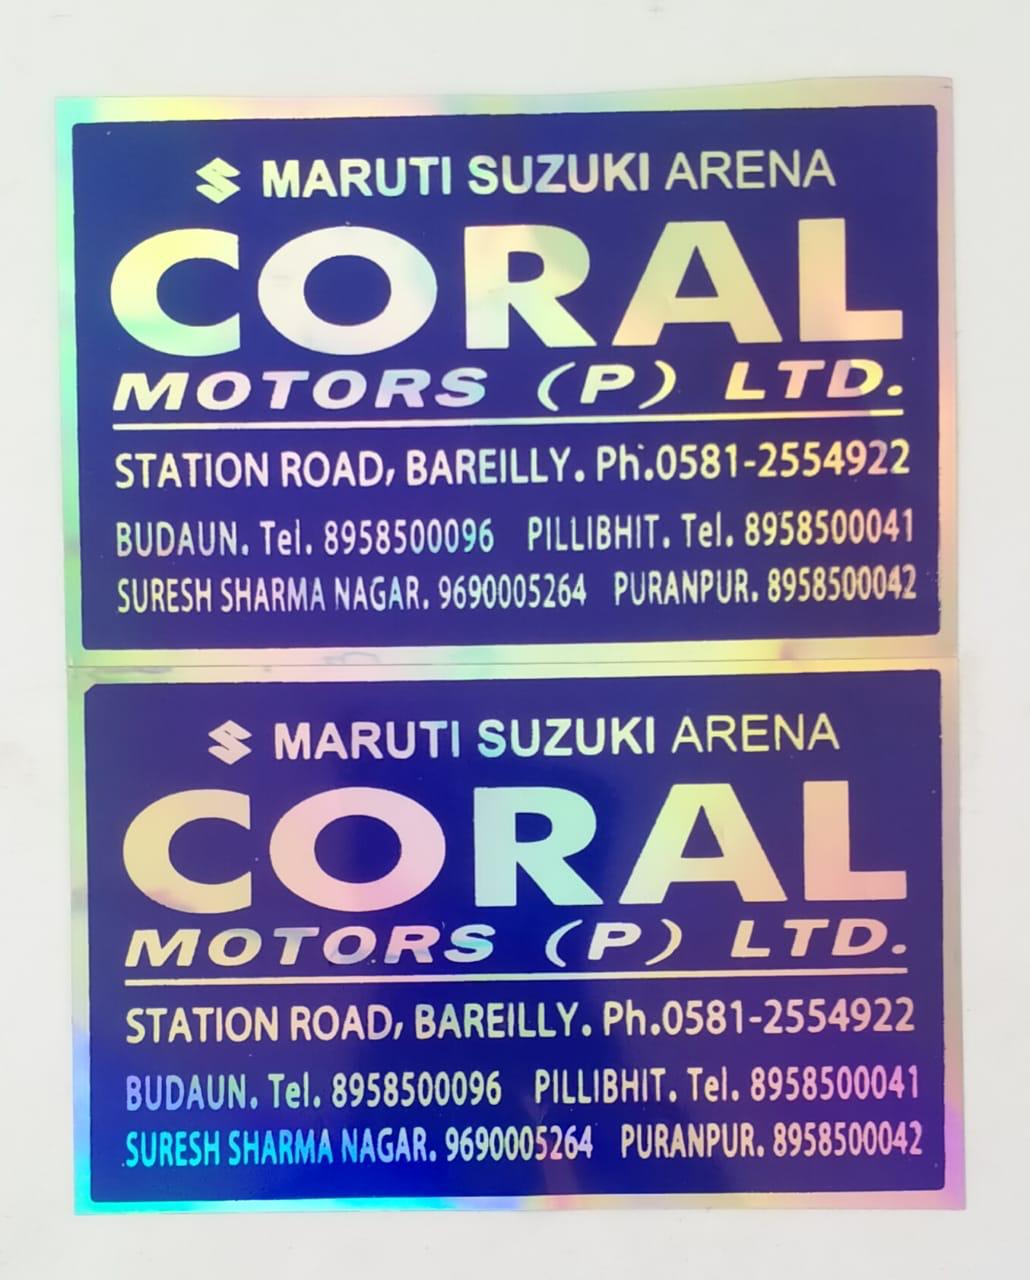 MARUTI SUZUKI ARENA
CORAL
MOTORS (P) LTD.
STATION ROAD, BAREILLY. Ph.0581-2554922
BUDAUN. Tel. 8958500096 PILLIBHIT. Tel. 8958500041
SURESH SHARMA NAGAR. 9690005264 PURANPUR. 8958500042
MARUTI SUZUKI ARENA
CORAL
MOTORS (P) LTD.
STATION ROAD, BAREILLY. Ph.0581-2554922
BUDAUN. Tel. 8958500096 PILLIBHIT. Tel. 8958500041
SURESH SHARMA NAGAR. 9690005264 PURANPUR. 8958500042